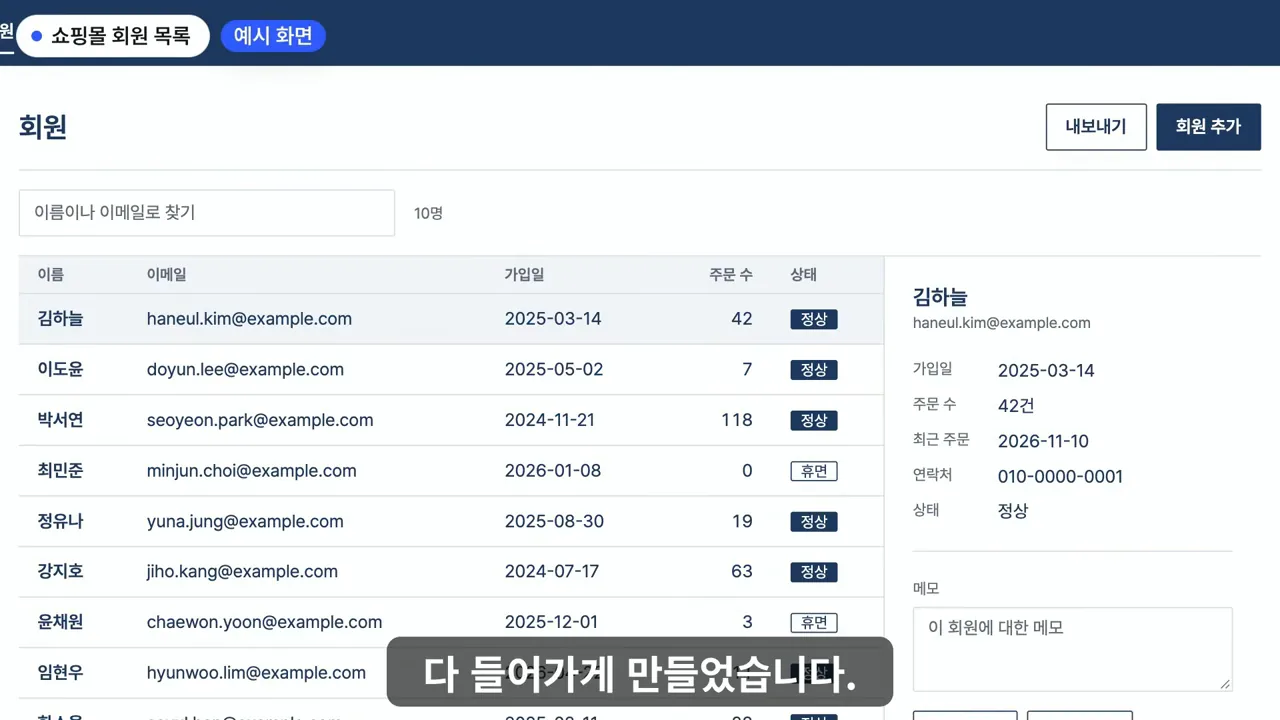 원
쇼핑몰 회원 목록
예시 화면
회원
내보내기
회원 추가
이름이나 이메일로 찾기
10명
이름 이메일 가입일 주문 수 상태
김하늘 haneul.kim@example.com 2025-03-14 42 정상
이도윤 doyun.lee@example.com 2025-05-02 7 정상
박서연 seoyeon.park@example.com 2024-11-21 118 정상
최민준 minjun.choi@example.com 2026-01-08 0 휴면
정유나 yuna.jung@example.com 2025-08-30 19 정상
강지호 jiho.kang@example.com 2024-07-17 63 정상
윤채원 chaewon.yoon@example.com 2025-12-01 3 휴면
임현우 hyunwoo.lim@example.com
김하늘
haneul.kim@example.com
가입일 2025-03-14
주문 수 42건
최근 주문 2026-11-10
연락처 010-0000-0001
상태 정상
메모
이 회원에 대한 메모
다 들어가게 만들었습니다.